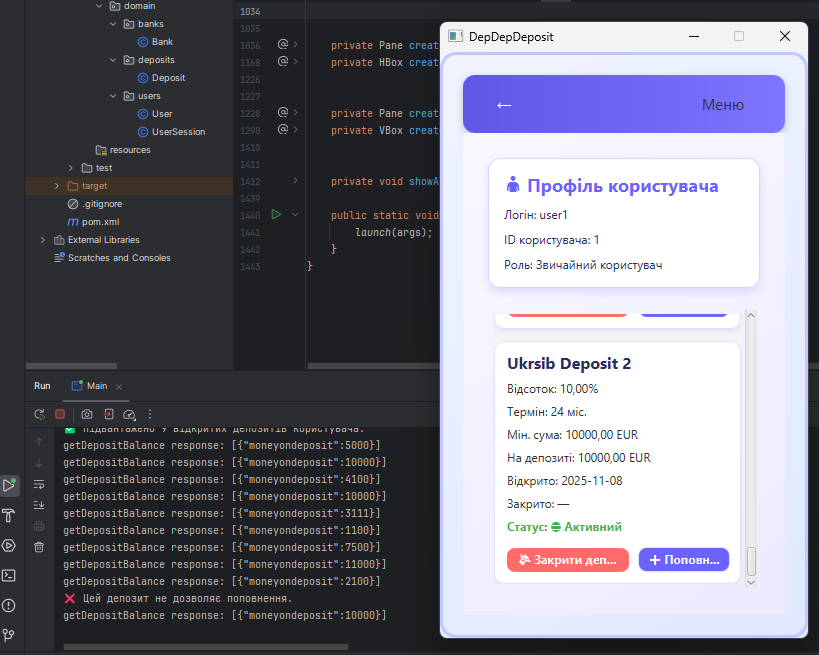 domain
banks
Bank
deposits
Deposit
users
User
UserSession
resources
test
target
.gitignore
pom.xml
External Libraries
Scratches and Consoles
1034
1035
1036 private Pane creat
1168 private HBox creat
1226
1227
1228 private Pane creat
1298 private VBox creat
1410
1411
1412 private void showA
1439
1440 public static void
1441 launch(args);
1442 }
1443 }
DepDepDeposit
← Меню
Профіль користувача
Логін: user1
ID користувача: 1
Роль: Звичайний користувач
Ukrsib Deposit 2
Відсоток: 10,00%
Термін: 24 міс.
Мін. сума: 10000,00 EUR
На депозиті: 10000,00 EUR
Відкрито: 2025-11-08
Закрито: —
Статус: Активний
Закрити деп...
+ Поповн...
Run Main
підвантажено 9 відкритих депозитів користувача.
getDepositBalance response: [{"moneyondeposit":5000}]
getDepositBalance response: [{"moneyondeposit":10000}]
getDepositBalance response: [{"moneyondeposit":4100}]
getDepositBalance response: [{"moneyondeposit":10000}]
getDepositBalance response: [{"moneyondeposit":3111}]
getDepositBalance response: [{"moneyondeposit":1100}]
getDepositBalance response: [{"moneyondeposit":7500}]
getDepositBalance response: [{"moneyondeposit":11000}]
getDepositBalance response: [{"moneyondeposit":2100}]
❌ Цей депозит не дозволяє поповнення.
getDepositBalance response: [{"moneyondeposit":10000}]